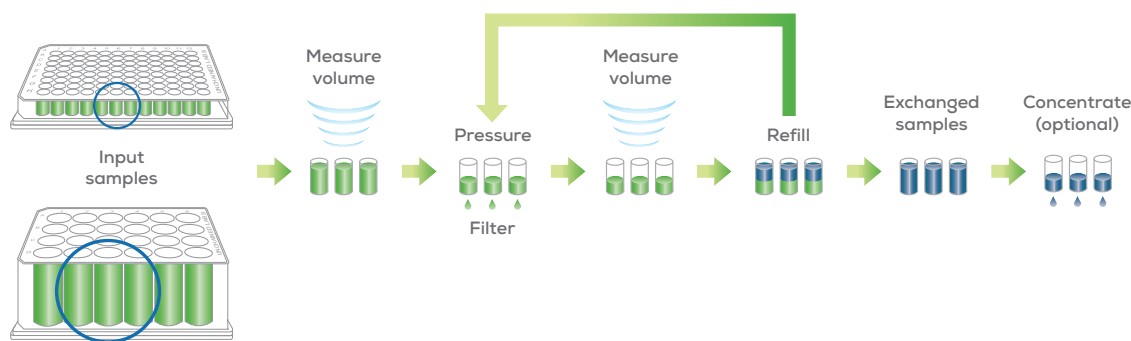 Input
samples
Measure
volume
Pressure
Filter
Measure
volume
Refill
Exchanged
samples
Concentrate
(optional)